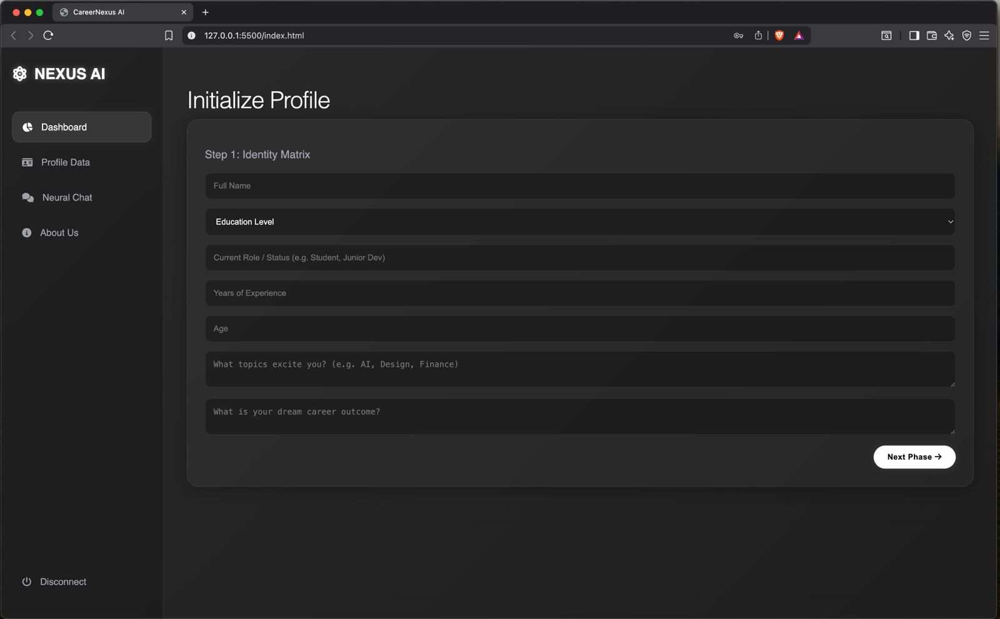 CareerNexus AI
127.0.0.1:5500/index.html
NEXUS AI
Dashboard
Profile Data
Neural Chat
About Us
Disconnect
Initialize Profile
Step 1: Identity Matrix
Full Name
Education Level
Current Role / Status (e.g. Student, Junior Dev)
Years of Experience
Age
What topics excite you? (e.g. AI, Design, Finance)
What is your dream career outcome?
Next Phase →